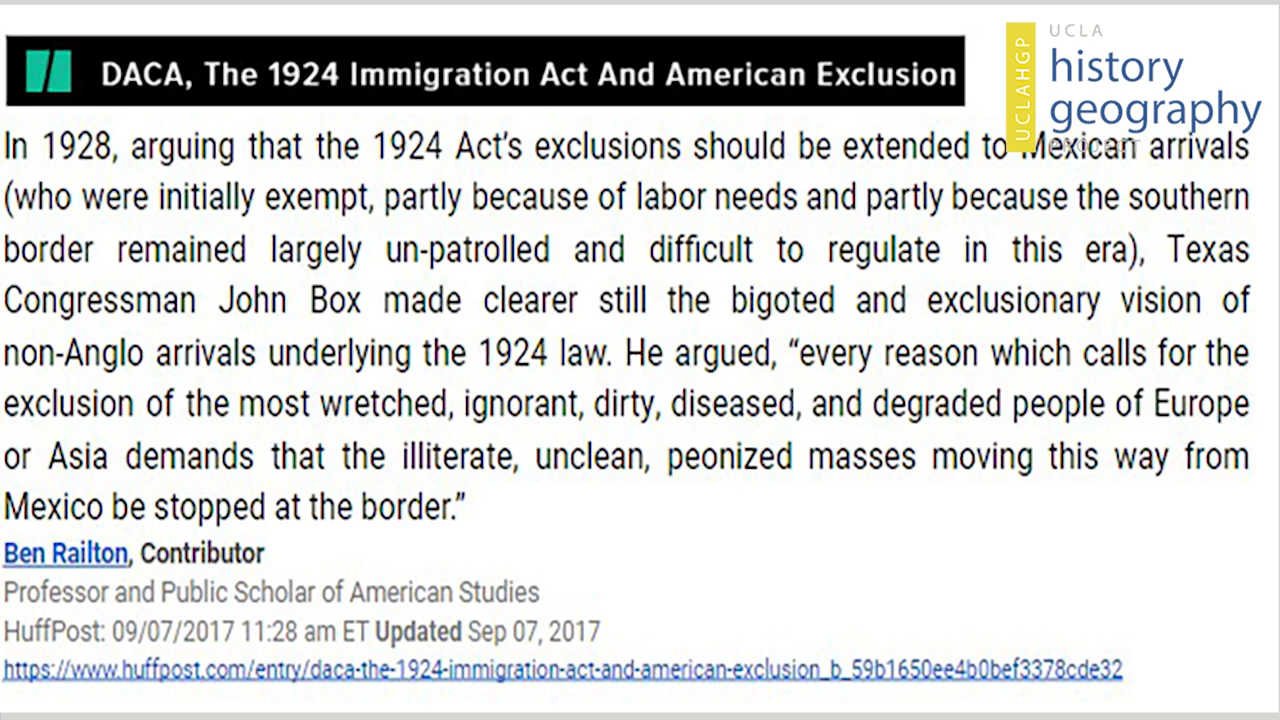 DACA, The 1924 Immigration Act And American Exclusion
UCLAHGP
UCLA
history
geography
PROJECT
In 1928, arguing that the 1924 Act's exclusions should be extended to Mexican arrivals
(who were initially exempt, partly because of labor needs and partly because the southern
border remained largely un-patrolled and difficult to regulate in this era), Texas
Congressman John Box made clearer still the bigoted and exclusionary vision of
non-Anglo arrivals underlying the 1924 law. He argued, “every reason which calls for the
exclusion of the most wretched, ignorant, dirty, diseased, and degraded people of Europe
or Asia demands that the illiterate, unclean, peonized masses moving this way from
Mexico be stopped at the border.”
Ben Railton, Contributor
Professor and Public Scholar of American Studies
HuffPost: 09/07/2017 11:28 am ET Updated Sep 07, 2017
https://www.huffpost.com/entry/daca-the-1924-immigration-act-and-american-exclusion_b_59b1650ee4b0bef3378cde32